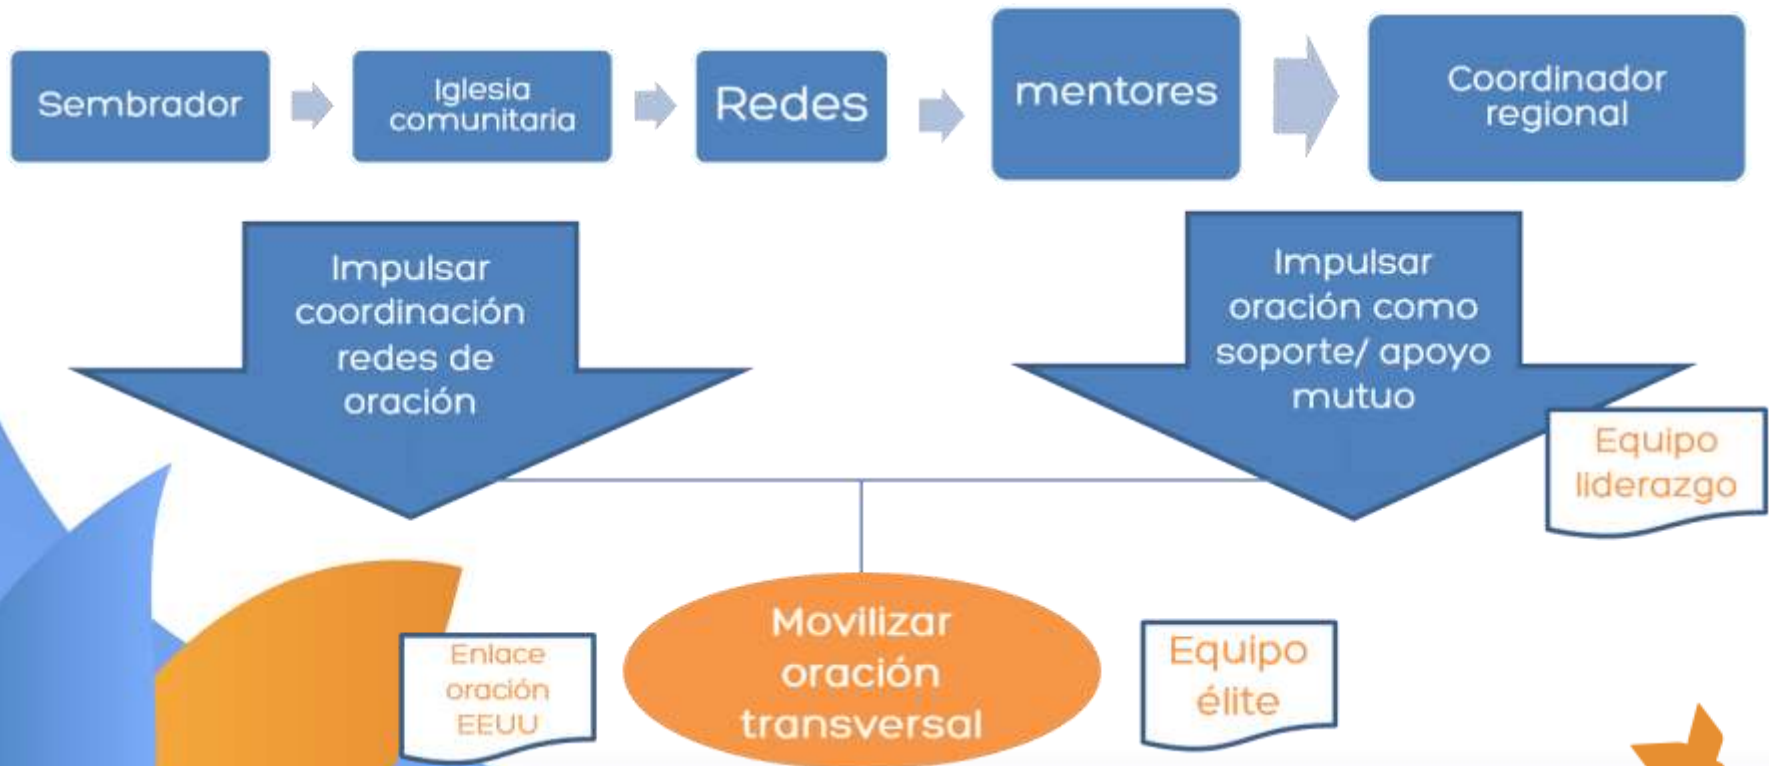 Sembrador
Iglesia
comunitaria
Redes
mentores
Coordinador
regional
Impulsar
coordinación
redes de
oración
Impulsar
oración como
soporte/ apoyo
mutuo
Equipo
liderazgo
Movilizar
oración
transversal
Enlace
oración
EEUU
Equipo
élite